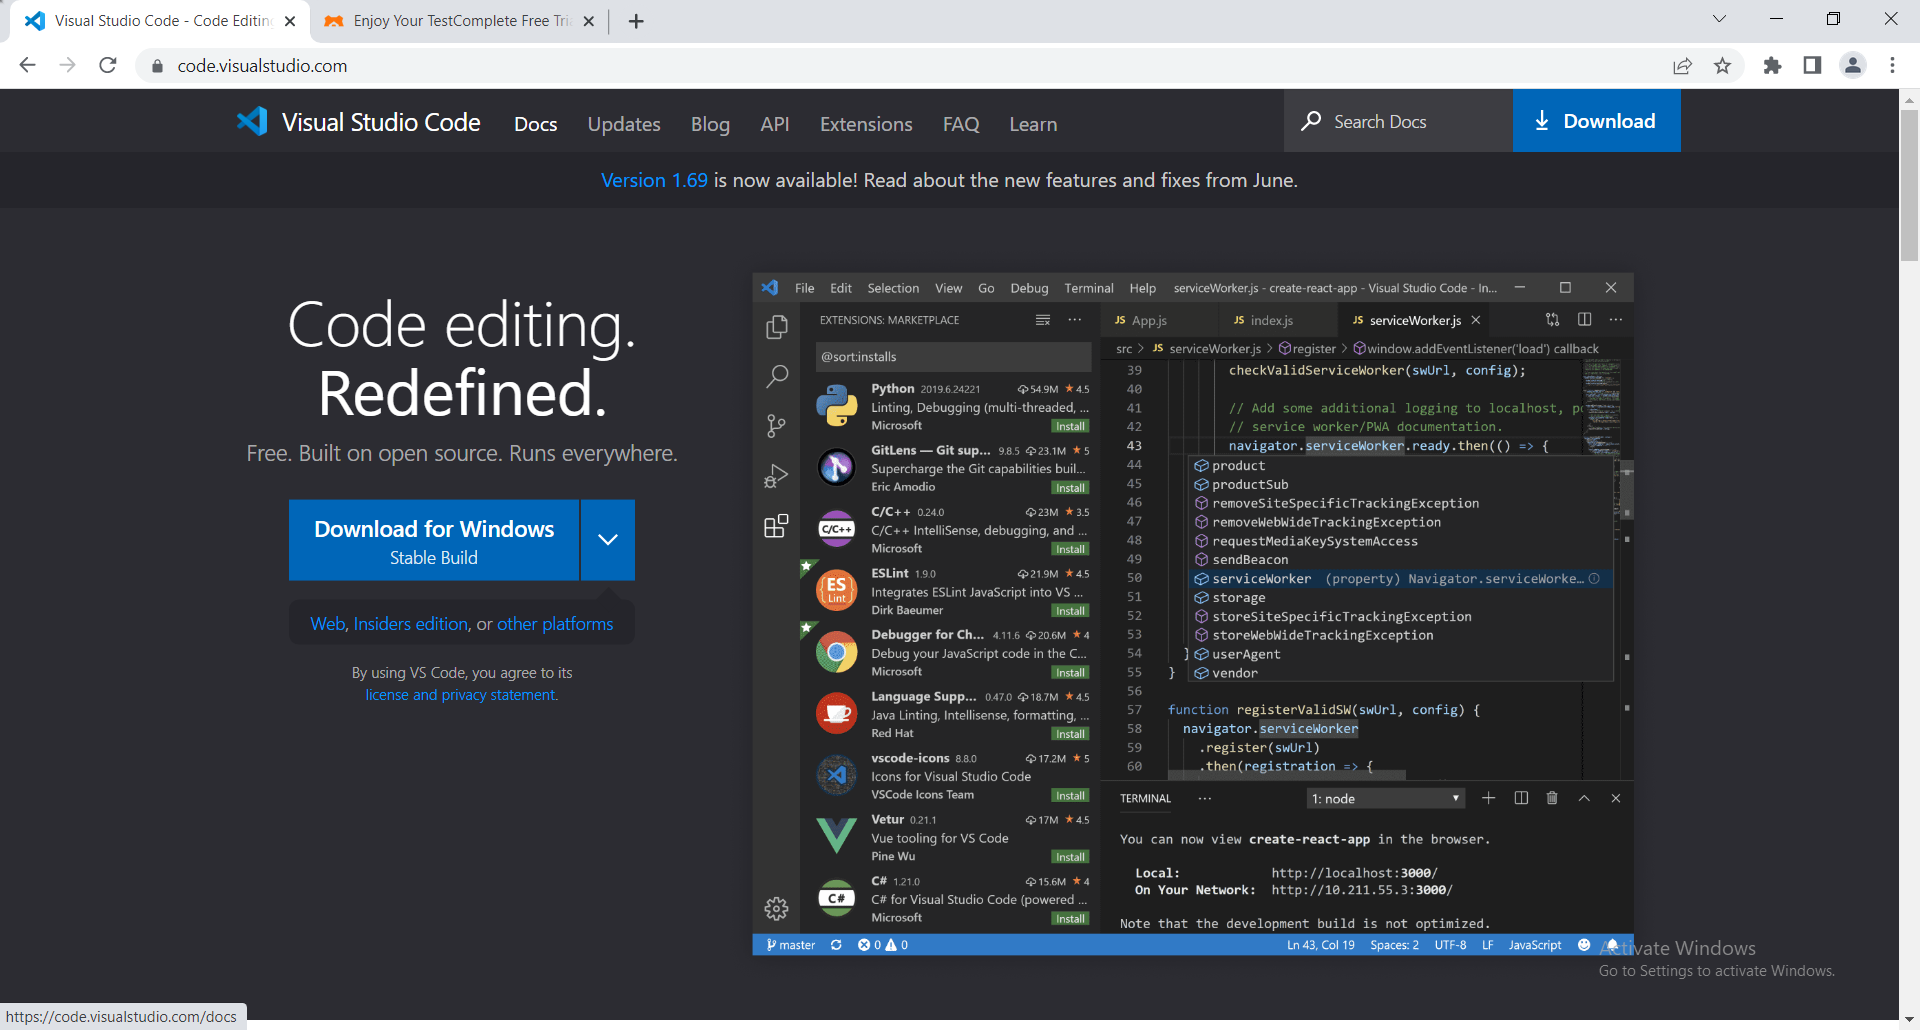 Visual Studio Code - Code Editin
Enjoy Your TestComplete Free Tri
code.visualstudio.com
Visual Studio Code
Docs
Updates
Blog
API
Extensions
FAQ
Learn
Search Docs
Download
Version 1.69 is now available! Read about the new features and fixes from June.
Code editing.
Redefined.
Free. Built on open source. Runs everywhere.
Download for Windows
Stable Build
Web, Insiders edition, or other platforms
By using VS Code, you agree to its
license and privacy statement.
File Edit Selection View Go Debug Terminal Help serviceWorker.js - create-react-app - Visual Studio Code - In...
EXTENSIONS: MARKETPLACE
@sort:installs
Python 2019.6.24221 54.9M ★ 4.5
Linting, Debugging (multi-threaded, ...
Microsoft Install
GitLens — Git sup... 9.8.5 23.1M ★ 5
Supercharge the Git capabilities buil...
Eric Amodio Install
C/C++
C/C++ 0.24.0 23M ★ 3.5
C/C++ IntelliSense, debugging, and ...
Microsoft Install
ES
Lint
ESLint 1.9.0 21.9M ★ 4.5
Integrates ESLint JavaScript into VS ...
Dirk Baeumer Install
Debugger for Ch... 4.11.6 20.6M ★ 4
Debug your JavaScript code in the C...
Microsoft Install
Language Supp... 0.47.0 18.7M ★ 4.5
Java Linting, Intellisense, formatting, ...
Red Hat Install
vscode-icons 8.8.0 17.2M ★ 5
Icons for Visual Studio Code
VSCode Icons Team Install
Vetur 0.21.1 17M ★ 4.5
Vue tooling for VS Code
Pine Wu Install
C#
C# 1.21.0 15.6M ★ 4
C# for Visual Studio Code (powered ...
Microsoft Install
JS App.js
JS index.js
JS serviceWorker.js
src > JS serviceWorker.js > register > window.addEventListener('load') callback
39 checkValidServiceWorker(swUrl, config);
40
41 // Add some additional logging to localhost, p
42 // service worker/PWA documentation.
43 navigator.serviceWorker.ready.then(() => {
44 product
45 productSub
46 removeSiteSpecificTrackingException
47 removeWebWideTrackingException
48 requestMediaKeySystemAccess
49 sendBeacon
50 serviceWorker (property) Navigator.serviceWorke...
51 storage
52 storeSiteSpecificTrackingException
53 storeWebWideTrackingException
54 } userAgent
55 } vendor
56
57 function registerValidSW(swUrl, config) {
58 navigator.serviceWorker
59 .register(swUrl)
60 .then(registration => {
TERMINAL ...
1: node
You can now view create-react-app in the browser.
Local: http://localhost:3000/
On Your Network: http://10.211.55.3:3000/
Note that the development build is not optimized.
master 0 0
Ln 43, Col 19 Spaces: 2 UTF-8 LF JavaScript
Activate Windows
Go to Settings to activate Windows.
https://code.visualstudio.com/docs